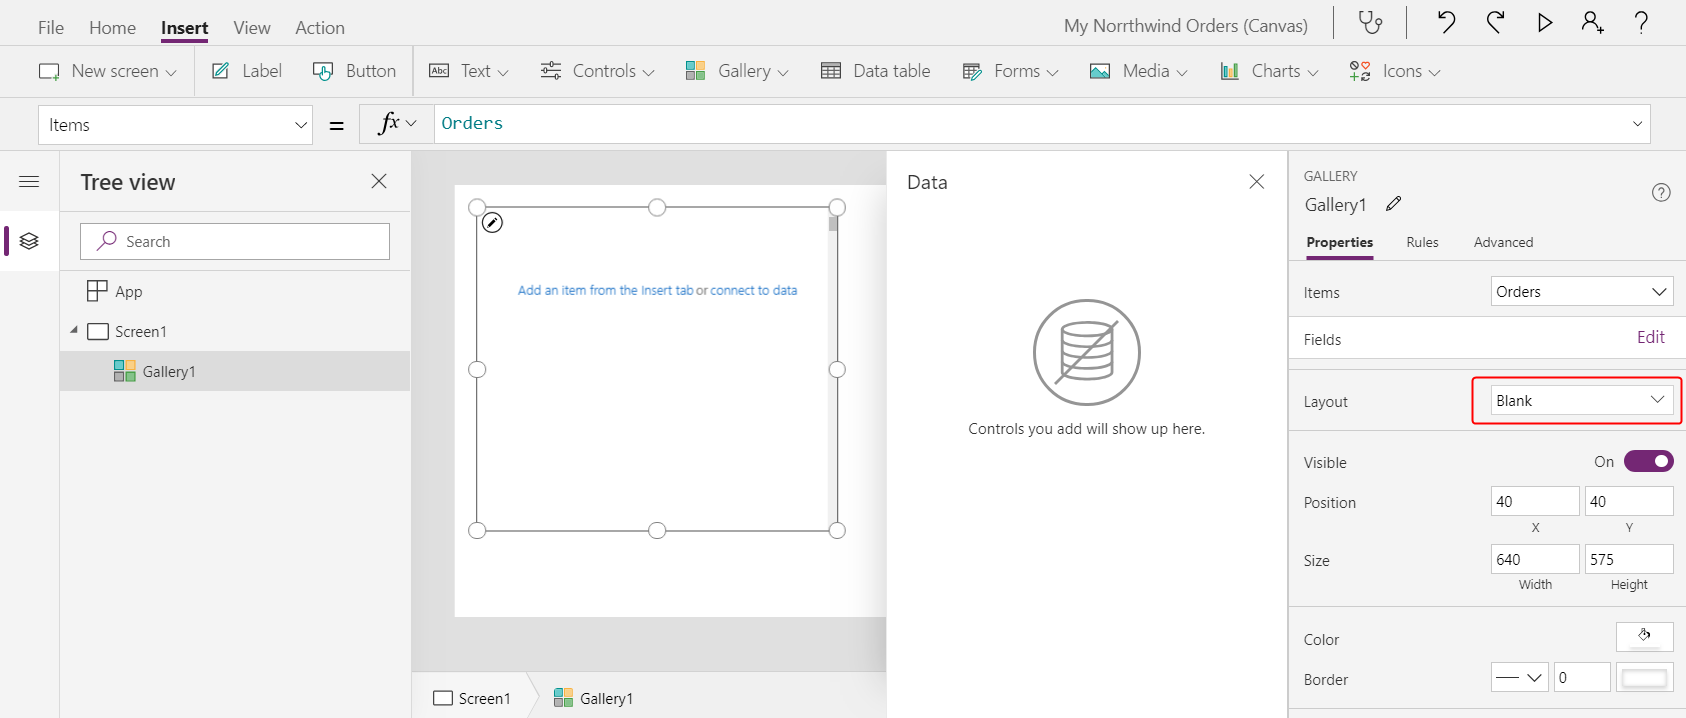 File Home Insert View Action My Norrthwind Orders (Canvas)
New screen Label Button Abc Text Controls Gallery Data table Forms Media Charts Icons
Items = fx Orders
Tree view
Search
App
Screen1
Gallery1
Add an item from the Insert tab or connect to data
Screen1 Gallery1
Data
Controls you add will show up here.
GALLERY
Gallery1
Properties Rules Advanced
Items Orders
Fields Edit
Layout Blank
Visible On
Position 40 40
X Y
Size 640 575
Width Height
Color
Border 0